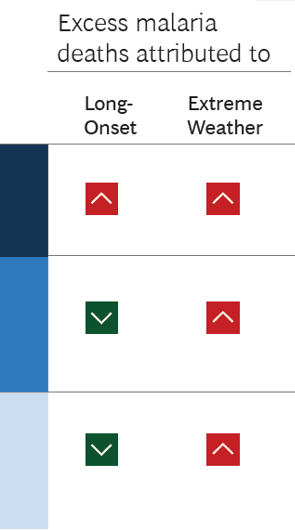 Excess malaria
deaths attributed to
Long-
Onset
Extreme
Weather